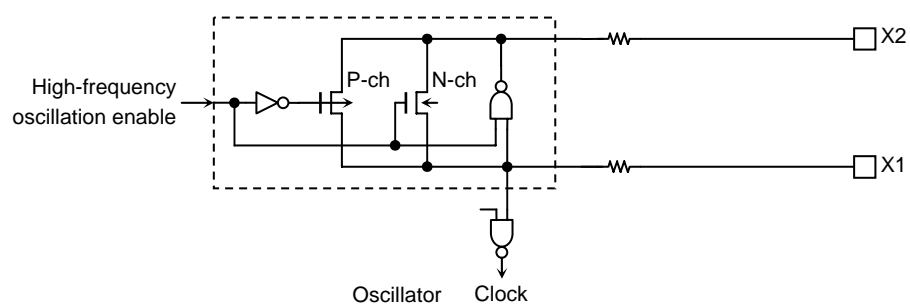 X2
P-ch
N-ch
High-frequency
oscillation enable
X1
Oscillator
Clock